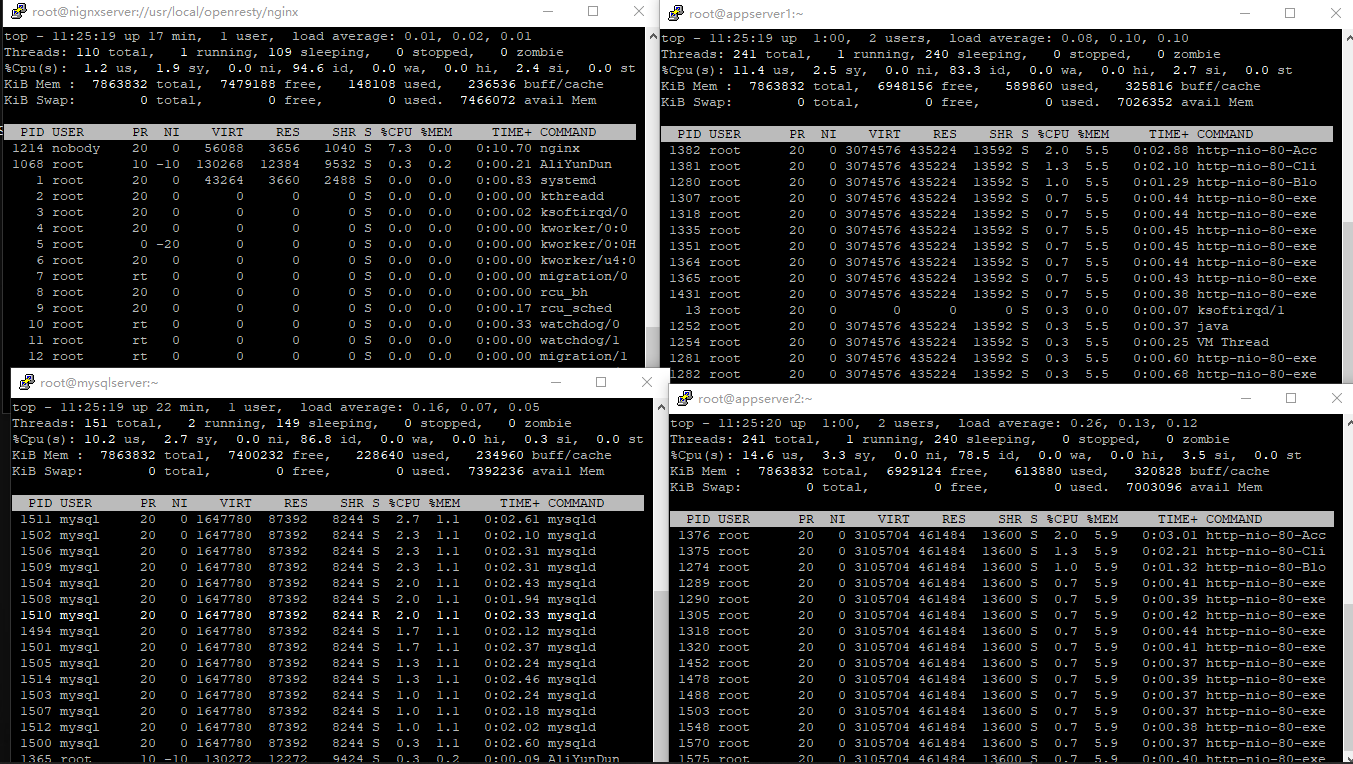 root@nignxserver://usr/local/openresty/nginx
top - 11:25:19 up 17 min,  1 user,  load average: 0.01, 0.02, 0.01
Threads: 110 total,   1 running, 109 sleeping,   0 stopped,   0 zombie
%Cpu(s):  1.2 us,  1.9 sy,  0.0 ni, 94.6 id,  0.0 wa,  0.0 hi,  2.4 si,  0.0 st
KiB Mem :  7863832 total,  7479188 free,   148108 used,   236536 buff/cache
KiB Swap:        0 total,        0 free,        0 used.  7466072 avail Mem
PID USER      PR  NI    VIRT    RES    SHR S %CPU %MEM     TIME+ COMMAND
1214 nobody    20   0   56088   3656   1040 S  7.3  0.0   0:10.70 nginx
1068 root      10 -10  130268  12384   9532 S  0.3  0.2   0:00.21 AliYunDun
1 root      20   0   43264   3660   2488 S  0.0  0.0   0:00.83 systemd
2 root      20   0       0      0      0 S  0.0  0.0   0:00.00 kthreadd
3 root      20   0       0      0      0 S  0.0  0.0   0:00.02 ksoftirqd/0
4 root      20   0       0      0      0 S  0.0  0.0   0:00.00 kworker/0:0
5 root       0 -20       0      0      0 S  0.0  0.0   0:00.00 kworker/0:0H
6 root      20   0       0      0      0 S  0.0  0.0   0:00.00 kworker/u4:0
7 root      rt   0       0      0      0 S  0.0  0.0   0:00.00 migration/0
8 root      20   0       0      0      0 S  0.0  0.0   0:00.00 rcu_bh
9 root      20   0       0      0      0 S  0.0  0.0   0:00.17 rcu_sched
10 root      rt   0       0      0      0 S  0.0  0.0   0:00.33 watchdog/0
11 root      rt   0       0      0      0 S  0.0  0.0   0:00.00 watchdog/1
12 root      rt   0       0      0      0 S  0.0  0.0   0:00.00 migration/1
root@appserver1:~
top - 11:25:19 up  1:00,  2 users,  load average: 0.08, 0.10, 0.10
Threads: 241 total,   1 running, 240 sleeping,   0 stopped,   0 zombie
%Cpu(s): 11.4 us,  2.5 sy,  0.0 ni, 83.3 id,  0.0 wa,  0.0 hi,  2.7 si,  0.0 st
KiB Mem :  7863832 total,  6948156 free,   589860 used,   325816 buff/cache
KiB Swap:        0 total,        0 free,        0 used.  7026352 avail Mem
PID USER      PR  NI    VIRT    RES    SHR S %CPU %MEM     TIME+ COMMAND
1382 root      20   0 3074576 435224  13592 S  2.0  5.5   0:02.88 http-nio-80-Acc
1381 root      20   0 3074576 435224  13592 S  1.3  5.5   0:02.10 http-nio-80-Cli
1280 root      20   0 3074576 435224  13592 S  1.0  5.5   0:01.29 http-nio-80-Blo
1307 root      20   0 3074576 435224  13592 S  0.7  5.5   0:00.44 http-nio-80-exe
1318 root      20   0 3074576 435224  13592 S  0.7  5.5   0:00.44 http-nio-80-exe
1335 root      20   0 3074576 435224  13592 S  0.7  5.5   0:00.45 http-nio-80-exe
1351 root      20   0 3074576 435224  13592 S  0.7  5.5   0:00.45 http-nio-80-exe
1364 root      20   0 3074576 435224  13592 S  0.7  5.5   0:00.44 http-nio-80-exe
1365 root      20   0 3074576 435224  13592 S  0.7  5.5   0:00.43 http-nio-80-exe
1431 root      20   0 3074576 435224  13592 S  0.7  5.5   0:00.38 http-nio-80-exe
13 root      20   0       0      0      0 S  0.3  0.0   0:00.07 ksoftirqd/1
1252 root      20   0 3074576 435224  13592 S  0.3  5.5   0:00.37 java
1254 root      20   0 3074576 435224  13592 S  0.3  5.5   0:00.25 VM Thread
1281 root      20   0 3074576 435224  13592 S  0.3  5.5   0:00.60 http-nio-80-exe
1282 root      20   0 3074576 435224  13592 S  0.3  5.5   0:00.68 http-nio-80-exe
root@mysqlserver:~
top - 11:25:19 up 22 min,  1 user,  load average: 0.16, 0.07, 0.05
Threads: 151 total,   2 running, 149 sleeping,   0 stopped,   0 zombie
%Cpu(s): 10.2 us,  2.7 sy,  0.0 ni, 86.8 id,  0.0 wa,  0.0 hi,  0.3 si,  0.0 st
KiB Mem :  7863832 total,  7400232 free,   228640 used,   234960 buff/cache
KiB Swap:        0 total,        0 free,        0 used.  7392236 avail Mem
PID USER      PR  NI    VIRT    RES    SHR S %CPU %MEM     TIME+ COMMAND
1511 mysql     20   0 1647780  87392   8244 S  2.7  1.1   0:02.61 mysqld
1502 mysql     20   0 1647780  87392   8244 S  2.3  1.1   0:02.10 mysqld
1506 mysql     20   0 1647780  87392   8244 S  2.3  1.1   0:02.31 mysqld
1509 mysql     20   0 1647780  87392   8244 S  2.3  1.1   0:02.31 mysqld
1504 mysql     20   0 1647780  87392   8244 S  2.0  1.1   0:02.43 mysqld
1508 mysql     20   0 1647780  87392   8244 S  2.0  1.1   0:01.94 mysqld
1510 mysql     20   0 1647780  87392   8244 R  2.0  1.1   0:02.33 mysqld
1494 mysql     20   0 1647780  87392   8244 S  1.7  1.1   0:02.12 mysqld
1501 mysql     20   0 1647780  87392   8244 S  1.7  1.1   0:02.37 mysqld
1505 mysql     20   0 1647780  87392   8244 S  1.3  1.1   0:02.24 mysqld
1514 mysql     20   0 1647780  87392   8244 S  1.3  1.1   0:02.46 mysqld
1503 mysql     20   0 1647780  87392   8244 S  1.0  1.1   0:02.24 mysqld
1507 mysql     20   0 1647780  87392   8244 S  1.0  1.1   0:02.18 mysqld
1512 mysql     20   0 1647780  87392   8244 S  1.0  1.1   0:02.02 mysqld
1500 mysql     20   0 1647780  87392   8244 S  0.3  1.1   0:02.60 mysqld
1365 root      10 -10  130272  12272   9424 S  0.3  0.2   0:00.09 AliYunDun
root@appserver2:~
top - 11:25:20 up  1:00,  2 users,  load average: 0.26, 0.13, 0.12
Threads: 241 total,   1 running, 240 sleeping,   0 stopped,   0 zombie
%Cpu(s): 14.6 us,  3.3 sy,  0.0 ni, 78.5 id,  0.0 wa,  0.0 hi,  3.5 si,  0.0 st
KiB Mem :  7863832 total,  6929124 free,   613880 used,   320828 buff/cache
KiB Swap:        0 total,        0 free,        0 used.  7003096 avail Mem
PID USER      PR  NI    VIRT    RES    SHR S %CPU %MEM     TIME+ COMMAND
1376 root      20   0 3105704 461484  13600 S  2.0  5.9   0:03.01 http-nio-80-Acc
1375 root      20   0 3105704 461484  13600 S  1.3  5.9   0:02.21 http-nio-80-Cli
1274 root      20   0 3105704 461484  13600 S  1.0  5.9   0:01.32 http-nio-80-Blo
1289 root      20   0 3105704 461484  13600 S  0.7  5.9   0:00.41 http-nio-80-exe
1290 root      20   0 3105704 461484  13600 S  0.7  5.9   0:00.39 http-nio-80-exe
1305 root      20   0 3105704 461484  13600 S  0.7  5.9   0:00.42 http-nio-80-exe
1318 root      20   0 3105704 461484  13600 S  0.7  5.9   0:00.44 http-nio-80-exe
1320 root      20   0 3105704 461484  13600 S  0.7  5.9   0:00.41 http-nio-80-exe
1452 root      20   0 3105704 461484  13600 S  0.7  5.9   0:00.37 http-nio-80-exe
1478 root      20   0 3105704 461484  13600 S  0.7  5.9   0:00.39 http-nio-80-exe
1488 root      20   0 3105704 461484  13600 S  0.7  5.9   0:00.37 http-nio-80-exe
1503 root      20   0 3105704 461484  13600 S  0.7  5.9   0:00.37 http-nio-80-exe
1548 root      20   0 3105704 461484  13600 S  0.7  5.9   0:00.38 http-nio-80-exe
1570 root      20   0 3105704 461484  13600 S  0.7  5.9   0:00.37 http-nio-80-exe
1575 root      20   0 3105704 461484  13600 S  0.7  5.9   0:00.40 http-nio-80-exe